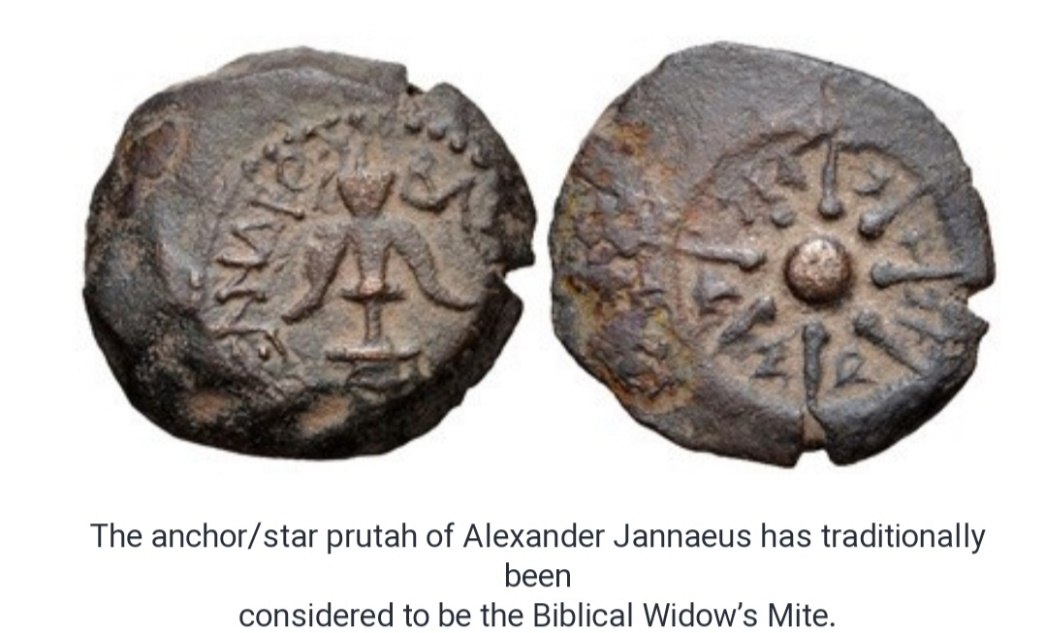 The anchor/star prutah of Alexander Jannaeus has traditionally
been
considered to be the Biblical Widow's Mite.